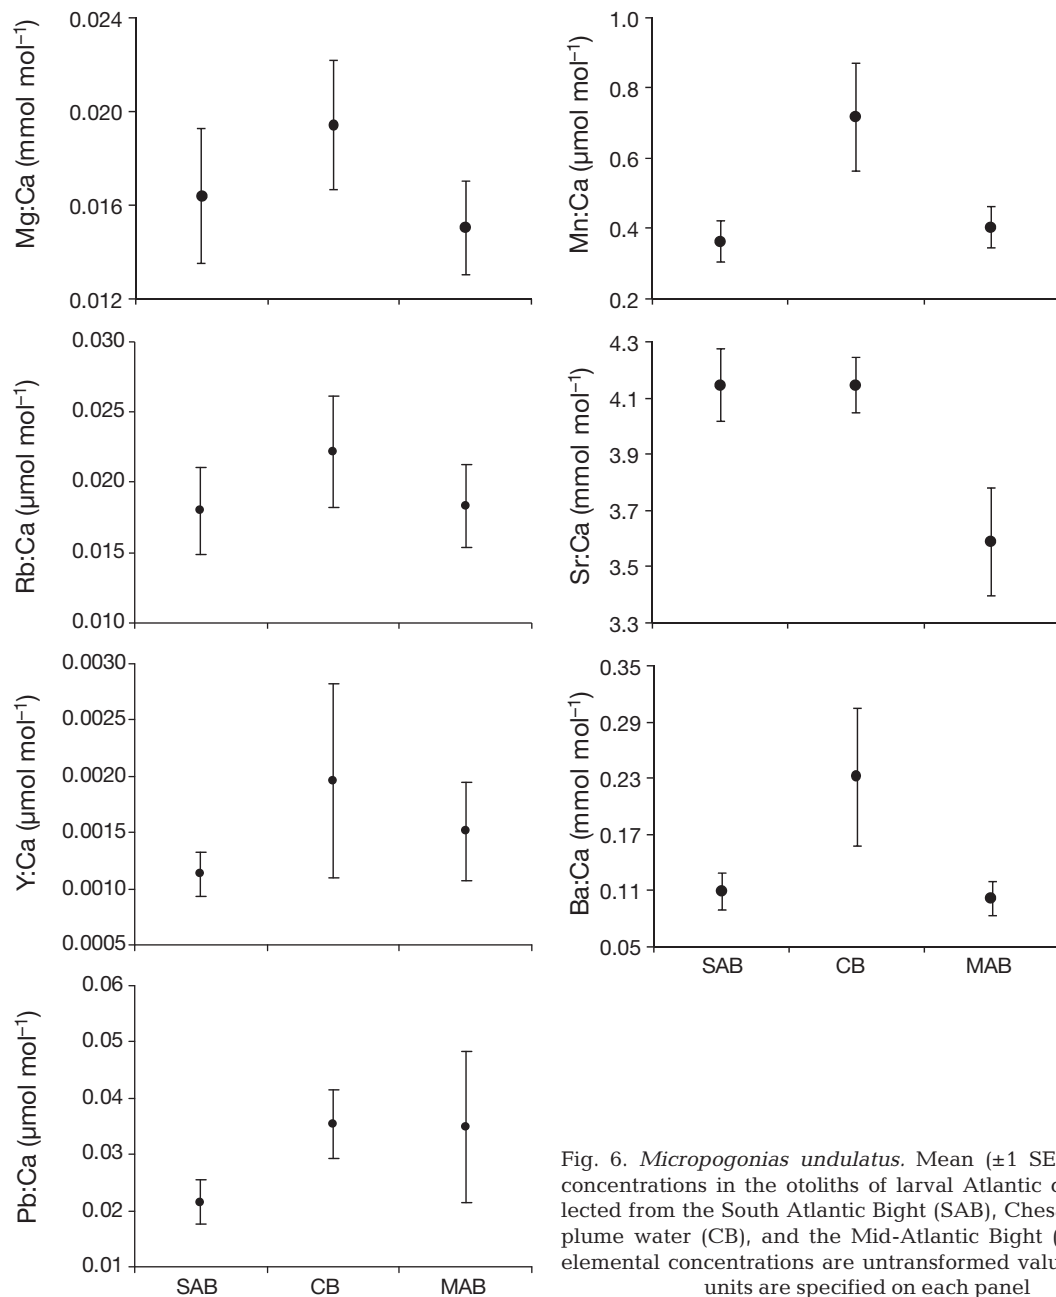 0.024
0.020
0.016
0.012
Mg:Ca (mmol mol⁻¹)
1.0
0.8
0.6
0.4
0.2
Mn:Ca (µmol mol⁻¹)
0.030
0.025
0.020
0.015
0.010
Rb:Ca (µmol mol⁻¹)
4.3
4.1
3.9
3.7
3.5
3.3
Sr:Ca (mmol mol⁻¹)
0.0030
0.0025
0.0020
0.0015
0.0010
0.0005
Y:Ca (µmol mol⁻¹)
0.35
0.29
0.23
0.17
0.11
0.05
Ba:Ca (mmol mol⁻¹)
SAB CB MAB
0.06
0.05
0.04
0.03
0.02
0.01
Pb:Ca (µmol mol⁻¹)
SAB CB MAB
Fig. 6. Micropogonias undulatus. Mean (±1 SE
concentrations in the otoliths of larval Atlantic
lected from the South Atlantic Bight (SAB), Ches
plume water (CB), and the Mid-Atlantic Bight (
elemental concentrations are untransformed valu
units are specified on each panel